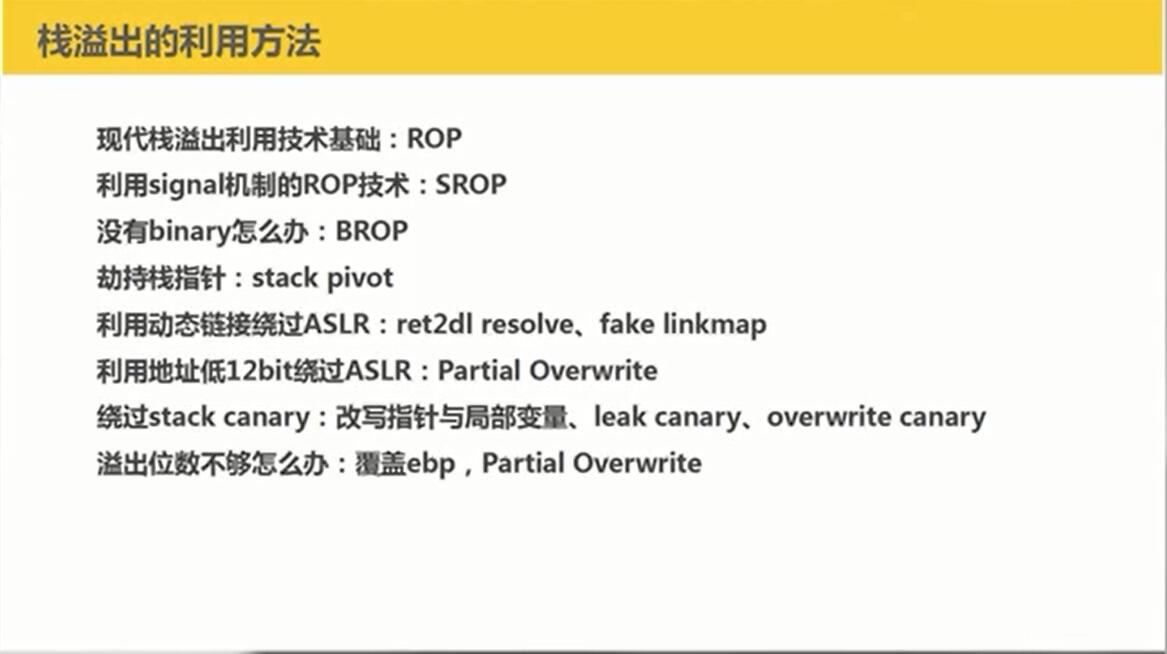 栈溢出的利用方法
现代栈溢出利用技术基础：ROP
利用signal机制的ROP技术：SROP
没有binary怎么办：BROP
劫持栈指针：stack pivot
利用动态链接绕过ASLR：ret2dl resolve、fake linkmap
利用地址低12bit绕过ASLR：Partial Overwrite
绕过stack canary：改写指针与局部变量、leak canary、overwrite canary
溢出位数不够怎么办：覆盖ebp，Partial Overwrite